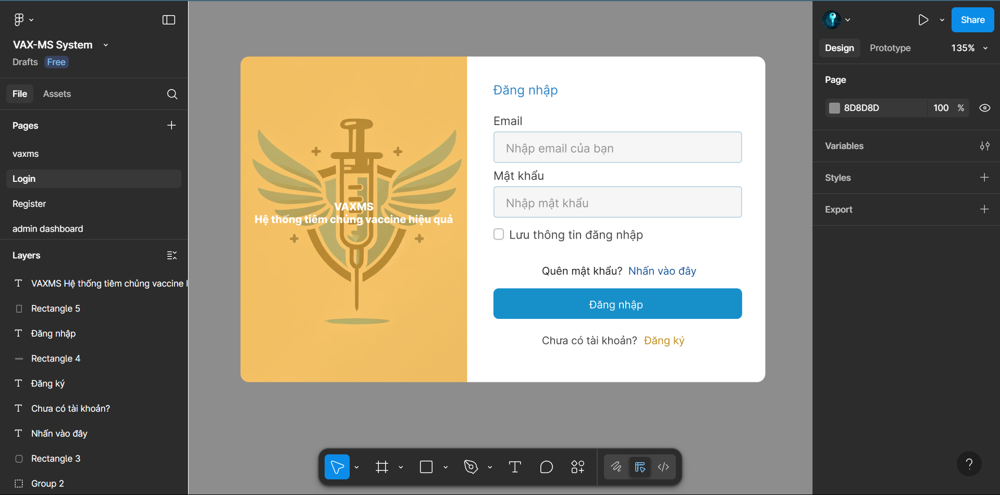 VAX-MS System
Drafts Free
File Assets
Pages
vaxms
Login
Register
admin dashboard
Layers
VAXMS Hệ thống tiêm chủng vaccine
Rectangle 5
Đăng nhập
Rectangle 4
Đăng ký
Chưa có tài khoản?
Nhấn vào đây
Rectangle 3
Group 2
VAXMS
Hệ thống tiêm chủng vaccine hiệu quả
Đăng nhập
Email
Nhập email của bạn
Mật khẩu
Nhập mật khẩu
Lưu thông tin đăng nhập
Quên mật khẩu? Nhấn vào đây
Đăng nhập
Chưa có tài khoản? Đăng ký
Share
Design Prototype 135%
Page
8D8D8D 100 %
Variables
Styles
Export
?